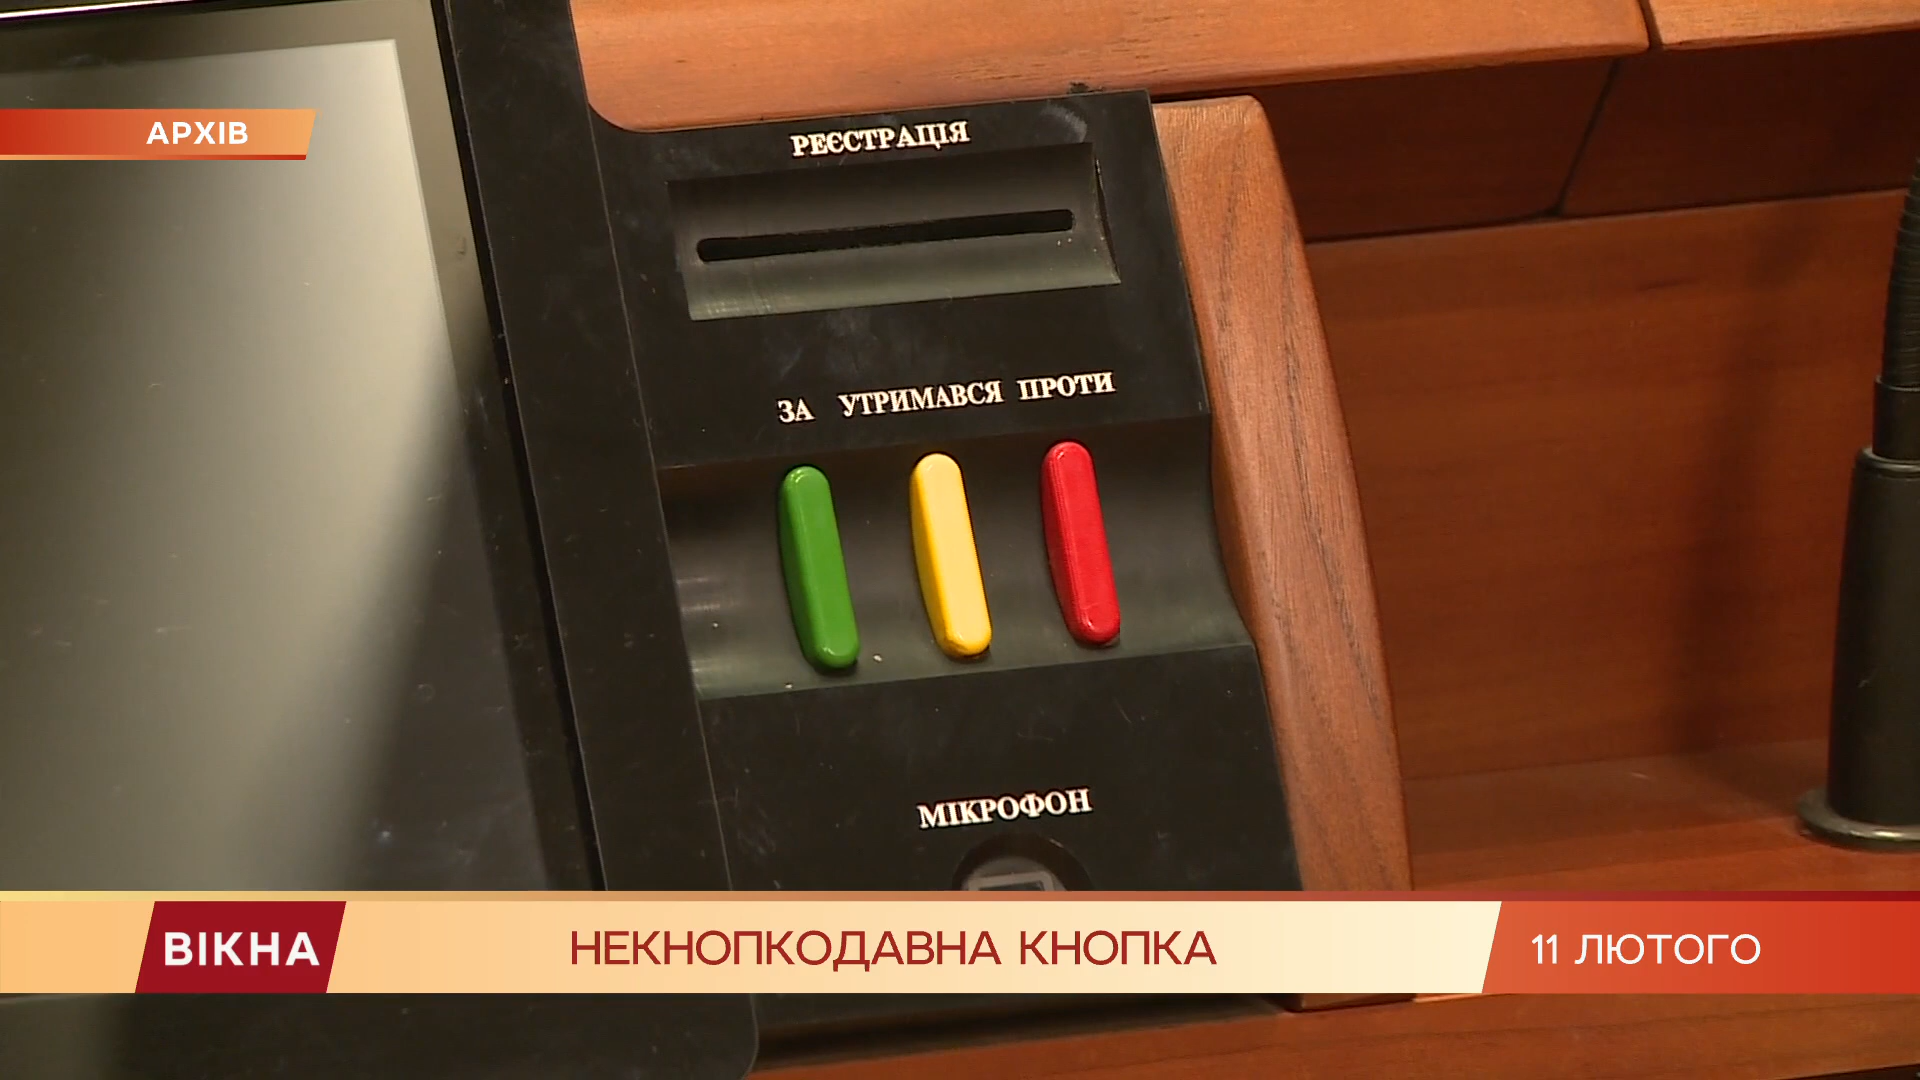 АРХІВ
РЕЄСТРАЦІЯ
ЗА УТРИМАВСЯ ПРОТИ
МІКРОФОН
ВІКНА
НЕКНОПКОДАВНА КНОПКА
11 ЛЮТОГО